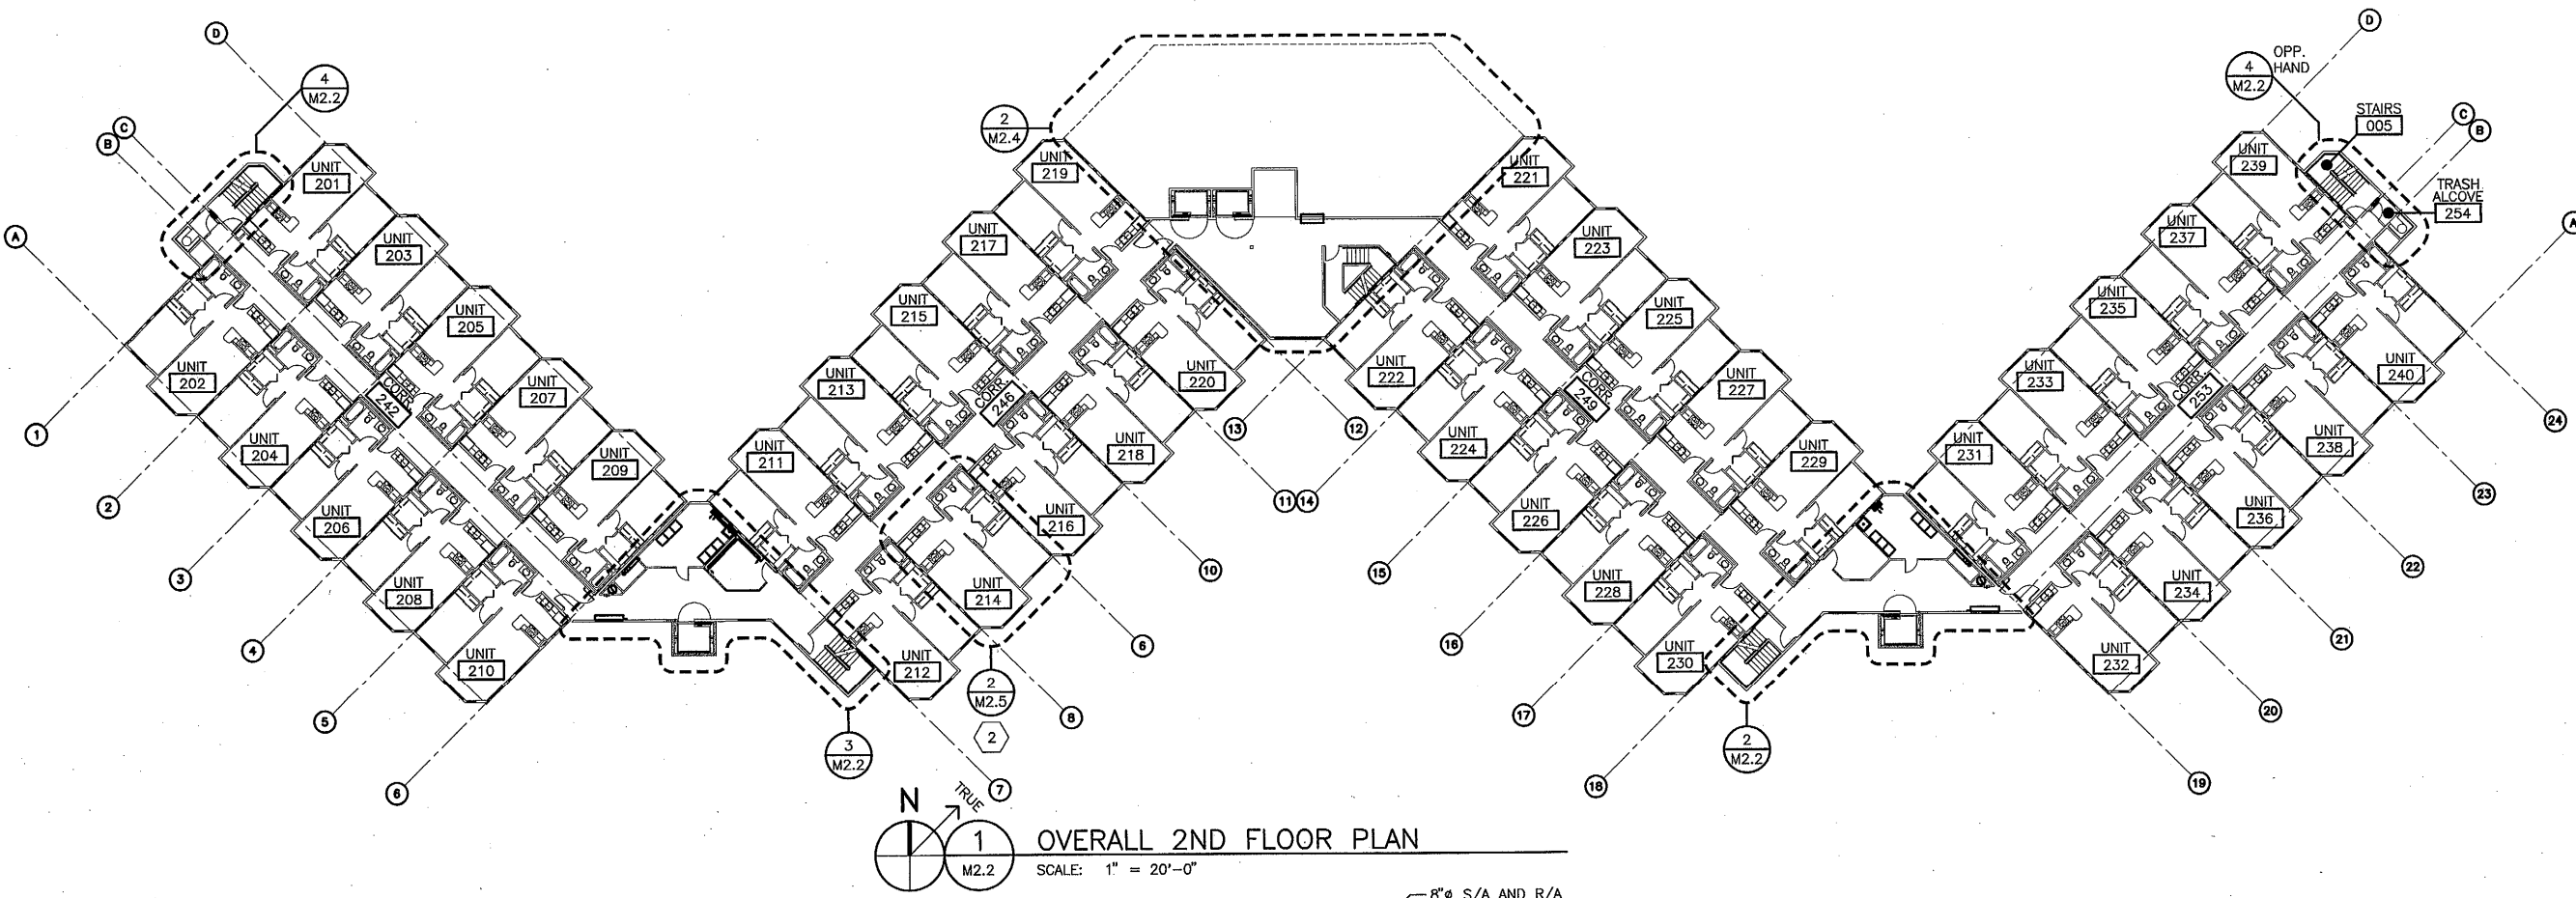 D
D
4
M2.2
4
M2.2
OPP.
HAND
STAIRS
005
C
B
C
B
2
M2.4
TRASH
ALCOVE
254
A
A
UNIT
201
UNIT
203
UNIT
205
UNIT
207
UNIT
209
UNIT
202
UNIT
204
UNIT
206
UNIT
208
UNIT
210
CORR.
242
UNIT
219
UNIT
217
UNIT
215
UNIT
213
UNIT
211
UNIT
220
UNIT
218
UNIT
216
UNIT
214
UNIT
212
CORR.
246
UNIT
221
UNIT
223
UNIT
225
UNIT
227
UNIT
229
UNIT
222
UNIT
224
UNIT
226
UNIT
228
UNIT
230
CORR.
249
UNIT
239
UNIT
237
UNIT
235
UNIT
233
UNIT
231
UNIT
240
UNIT
238
UNIT
236
UNIT
234
UNIT
232
CORR.
253
1
2
3
4
5
6
7
8
6
10
11
14
13
12
15
16
17
18
19
20
21
22
23
24
3
M2.2
2
M2.5
2
2
M2.2
N
TRUE
1
M2.2
OVERALL 2ND FLOOR PLAN
SCALE: 1" = 20'-0"
8"ø S/A AND R/A